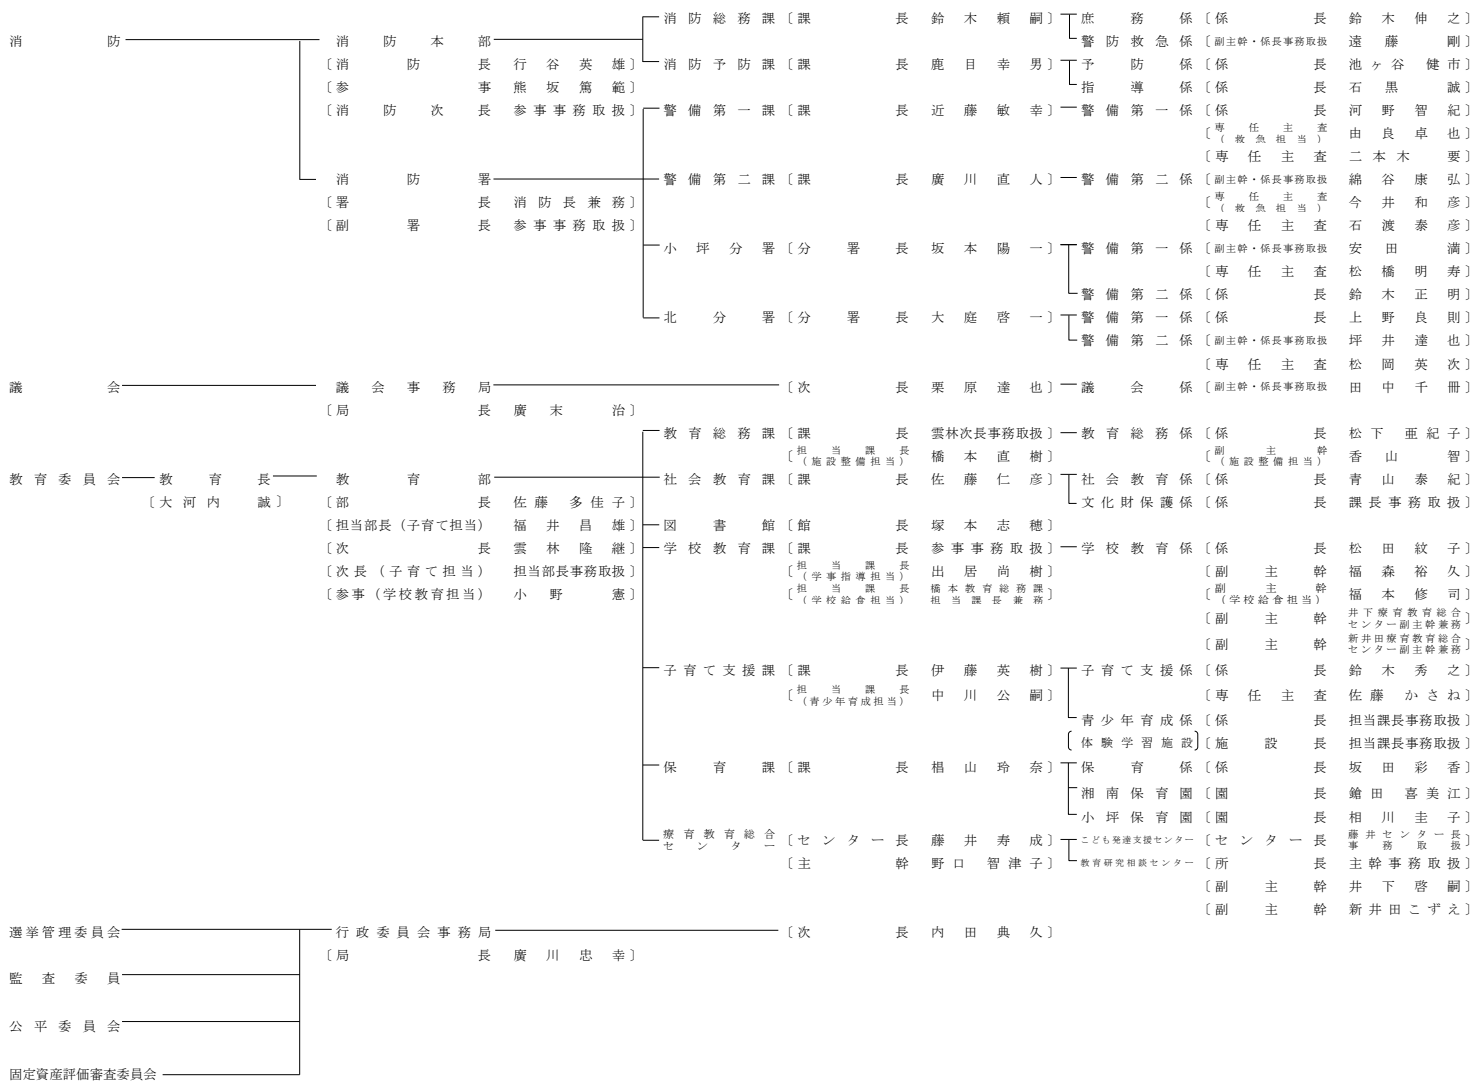 消防総務課〔課長 鈴木頼嗣〕 庶務係〔係長 鈴木伸之〕
消防 消防本部 警防救急係〔副主幹・係長事務取扱 遠藤剛〕
〔消防長 行谷英雄〕 消防予防課〔課長 鹿目幸男〕 予防係〔係長 池ヶ谷健市〕
〔参事 熊坂篤範〕 指導係〔係長 石黒誠〕
〔消防次長 参事事務取扱〕 警備第一課〔課長 近藤敏幸〕 警備第一係〔係長 河野智紀〕
〔専任主査(救急担当) 由良卓也〕
〔専任主査 二本木要〕
消防署 警備第二課〔課長 廣川直人〕 警備第二係〔副主幹・係長事務取扱 綿谷康弘〕
〔署長 消防長兼務〕 〔専任主査(救急担当) 今井和彦〕
〔副署長 参事事務取扱〕 〔専任主査 石渡泰彦〕
小坪分署〔分署長 坂本陽一〕 警備第一係〔副主幹・係長事務取扱 安田満〕
〔専任主査 松橋明寿〕
警備第二係〔係長 鈴木正明〕
北分署〔分署長 大庭啓一〕 警備第一係〔係長 上野良則〕
警備第二係〔副主幹・係長事務取扱 坪井達也〕
〔専任主査 松岡英次〕
議会 議会事務局 〔次長 栗原達也〕 議会係〔副主幹・係長事務取扱 田中千冊〕
〔局長 廣末治〕
教育総務課〔課長 雲林次長事務取扱〕 教育総務係〔係長 松下亜紀子〕
〔担当課長(施設整備担当) 橋本直樹〕 〔副主幹(施設整備担当) 香山智〕
教育委員会 教育長 教育部 社会教育課〔課長 佐藤仁彦〕 社会教育係〔係長 青山泰紀〕
〔大河内誠〕 〔部長 佐藤多佳子〕 文化財保護係〔係長 課長事務取扱〕
〔担当部長(子育て担当) 福井昌雄〕 図書館〔館長 塚本志穂〕
〔次長 雲林隆継〕 学校教育課〔課長 参事事務取扱〕 学校教育係〔係長 松田紋子〕
〔次長(子育て担当) 担当部長事務取扱〕 〔担当課長(学事指導担当) 出居尚樹〕 〔副主幹 福森裕久〕
〔参事(学校教育担当) 小野憲〕 〔担当課長(学校給食担当) 橋本教育総務課担当課長兼務〕 〔副主幹(学校給食担当) 福本修司〕
〔副主幹 井下療育教育総合センター副主幹兼務〕
〔副主幹 新井田療育教育総合センター副主幹兼務〕
子育て支援課〔課長 伊藤英樹〕 子育て支援係〔係長 鈴木秀之〕
〔担当課長(青少年育成担当) 中川公嗣〕 〔専任主査 佐藤かさね〕
青少年育成係〔係長 担当課長事務取扱〕
〔体験学習施設〕〔施設長 担当課長事務取扱〕
保育課〔課長 椙山玲奈〕 保育係〔係長 坂田彩香〕
湘南保育園〔園長 鎗田喜美江〕
小坪保育園〔園長 相川圭子〕
療育教育総合センター〔センター長 藤井寿成〕 こども発達支援センター〔センター長 藤井センター長事務取扱〕
〔主幹 野口智津子〕 教育研究相談センター〔所長 主幹事務取扱〕
〔副主幹 井下啓嗣〕
〔副主幹 新井田こずえ〕
選挙管理委員会 行政委員会事務局 〔次長 内田典久〕
〔局長 廣川忠幸〕
監査委員
公平委員会
固定資産評価審査委員会